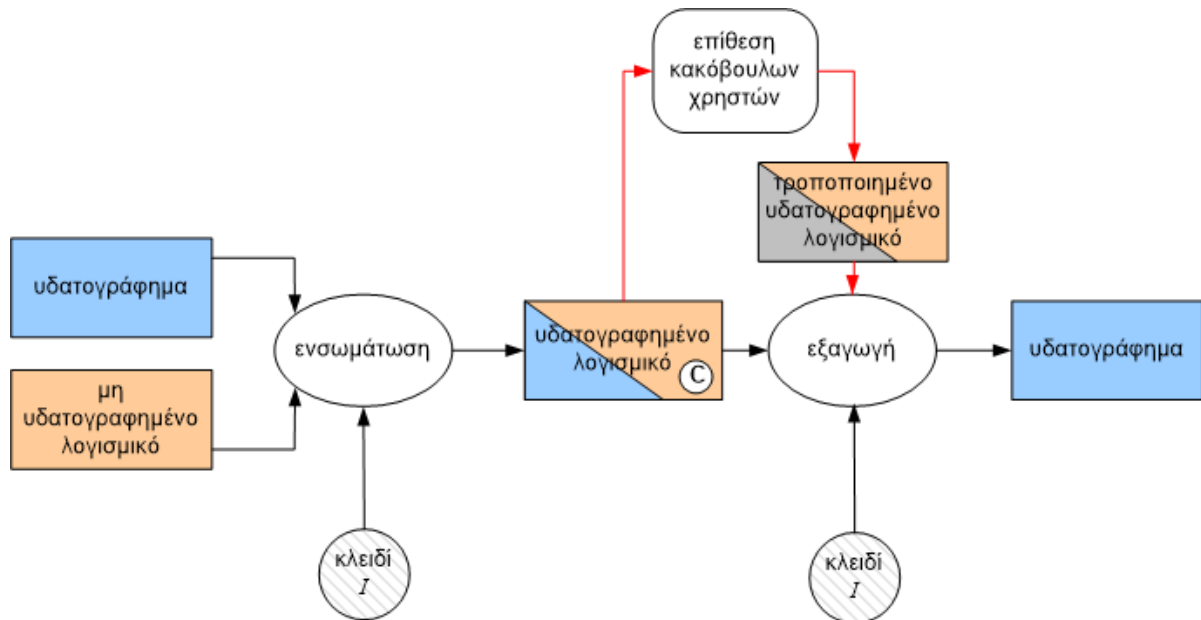 επίθεση
κακόβουλων
χρηστών
τροποποιημένο
υδατογραφημένο
λογισμικό
υδατογράφημα
ενσωμάτωση
υδατογραφημένο
λογισμικό
C
εξαγωγή
υδατογράφημα
μη
υδατογραφημένο
λογισμικό
κλειδί
I
κλειδί
I